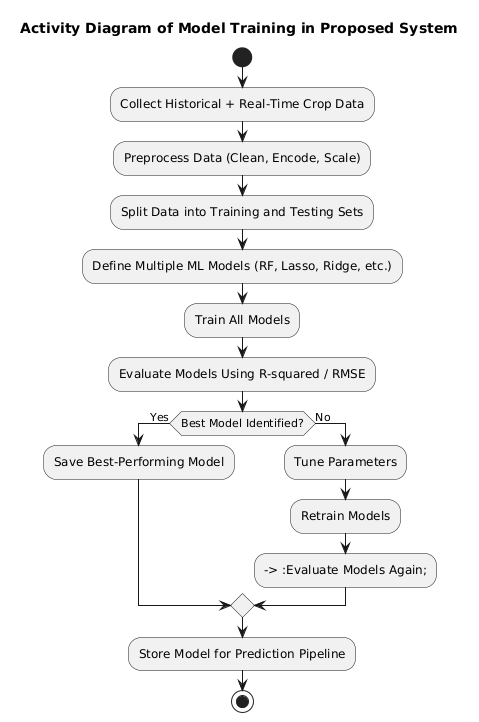 Activity Diagram of Model Training in Proposed System
Collect Historical + Real-Time Crop Data
Preprocess Data (Clean, Encode, Scale)
Split Data into Training and Testing Sets
Define Multiple ML Models (RF, Lasso, Ridge, etc.)
Train All Models
Evaluate Models Using R-squared / RMSE
Yes
Best Model Identified?
No
Save Best-Performing Model
Tune Parameters
Retrain Models
-> :Evaluate Models Again;
Store Model for Prediction Pipeline